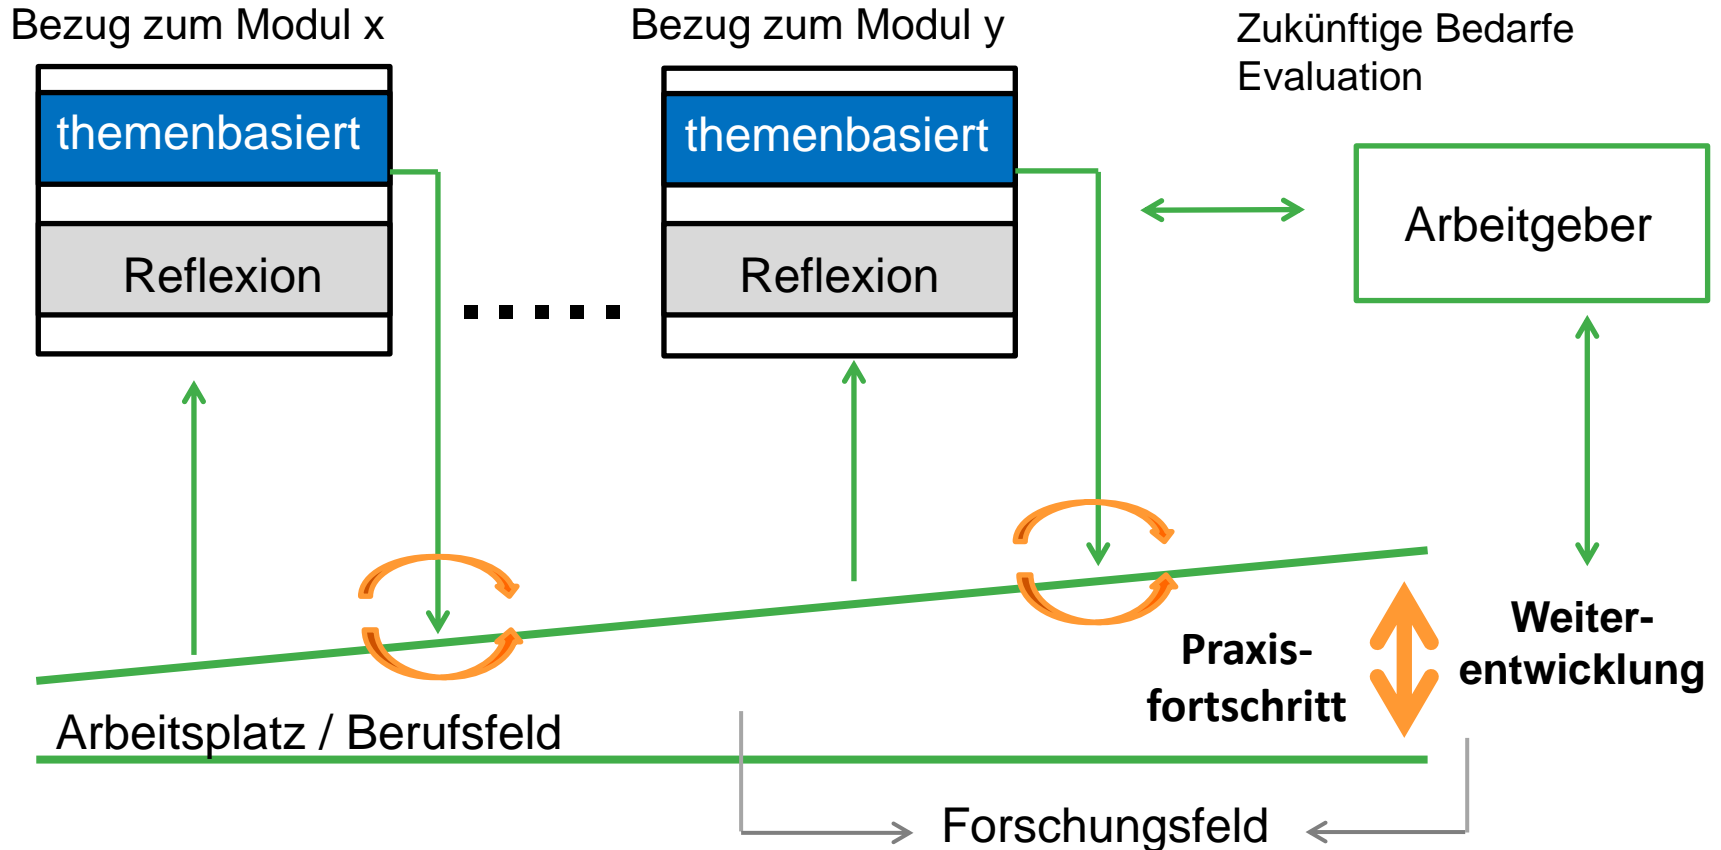 Bezug zum Modul x
themenbasiert
Reflexion
Bezug zum Modul y
themenbasiert
Reflexion
Zukünftige Bedarfe
Evaluation
Arbeitgeber
Weiter-
entwicklung
Praxis-
fortschritt
Arbeitsplatz / Berufsfeld
Forschungsfeld